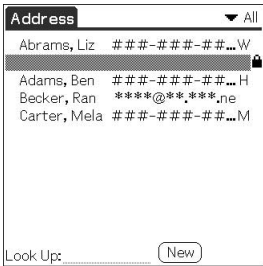 Address ▼ All
Abrams, Liz ###-###-##...W
Adams, Ben ###-###-##...H
Becker, Ran ****@**.***.ne
Carter, Mela ###-###-##...M
Look Up: New